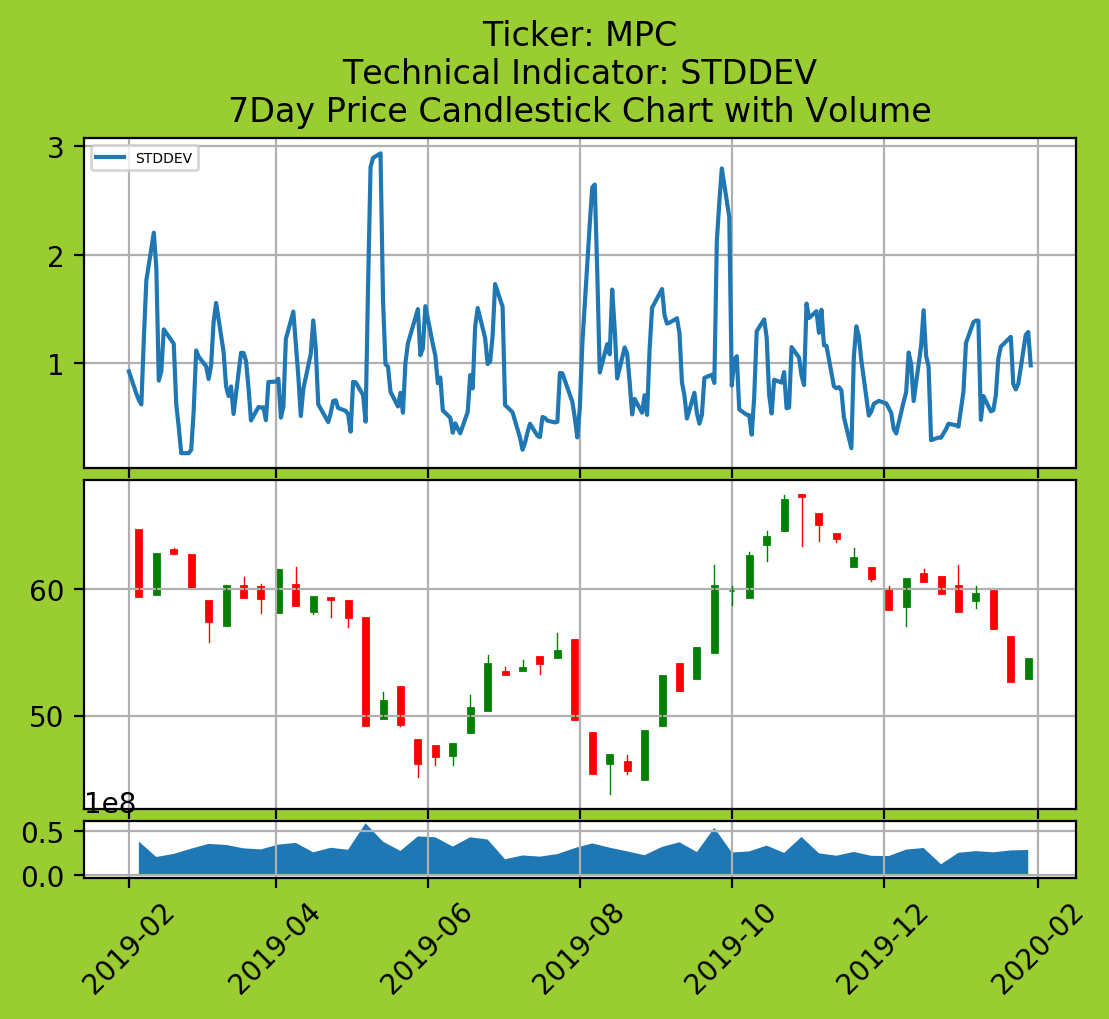 Ticker: MPC
Technical Indicator: STDDEV
7Day Price Candlestick Chart with Volume
3
STDDEV
2
1
60
50
1e8
0.5
0.0
2019-02
2019-04
2019-06
2019-08
2019-10
2019-12
2020-02